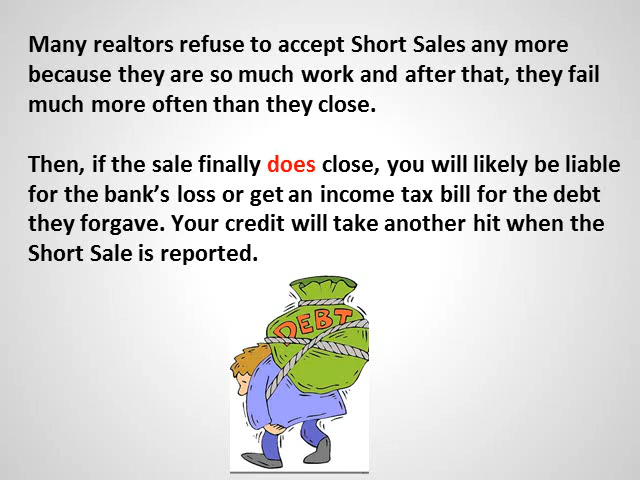 Many realtors refuse to accept Short Sales any more
because they are so much work and after that, they fail
much more often than they close.
Then, if the sale finally does close, you will likely be liable
for the bank's loss or get an income tax bill for the debt
they forgave. Your credit will take another hit when the
Short Sale is reported.
DEBT